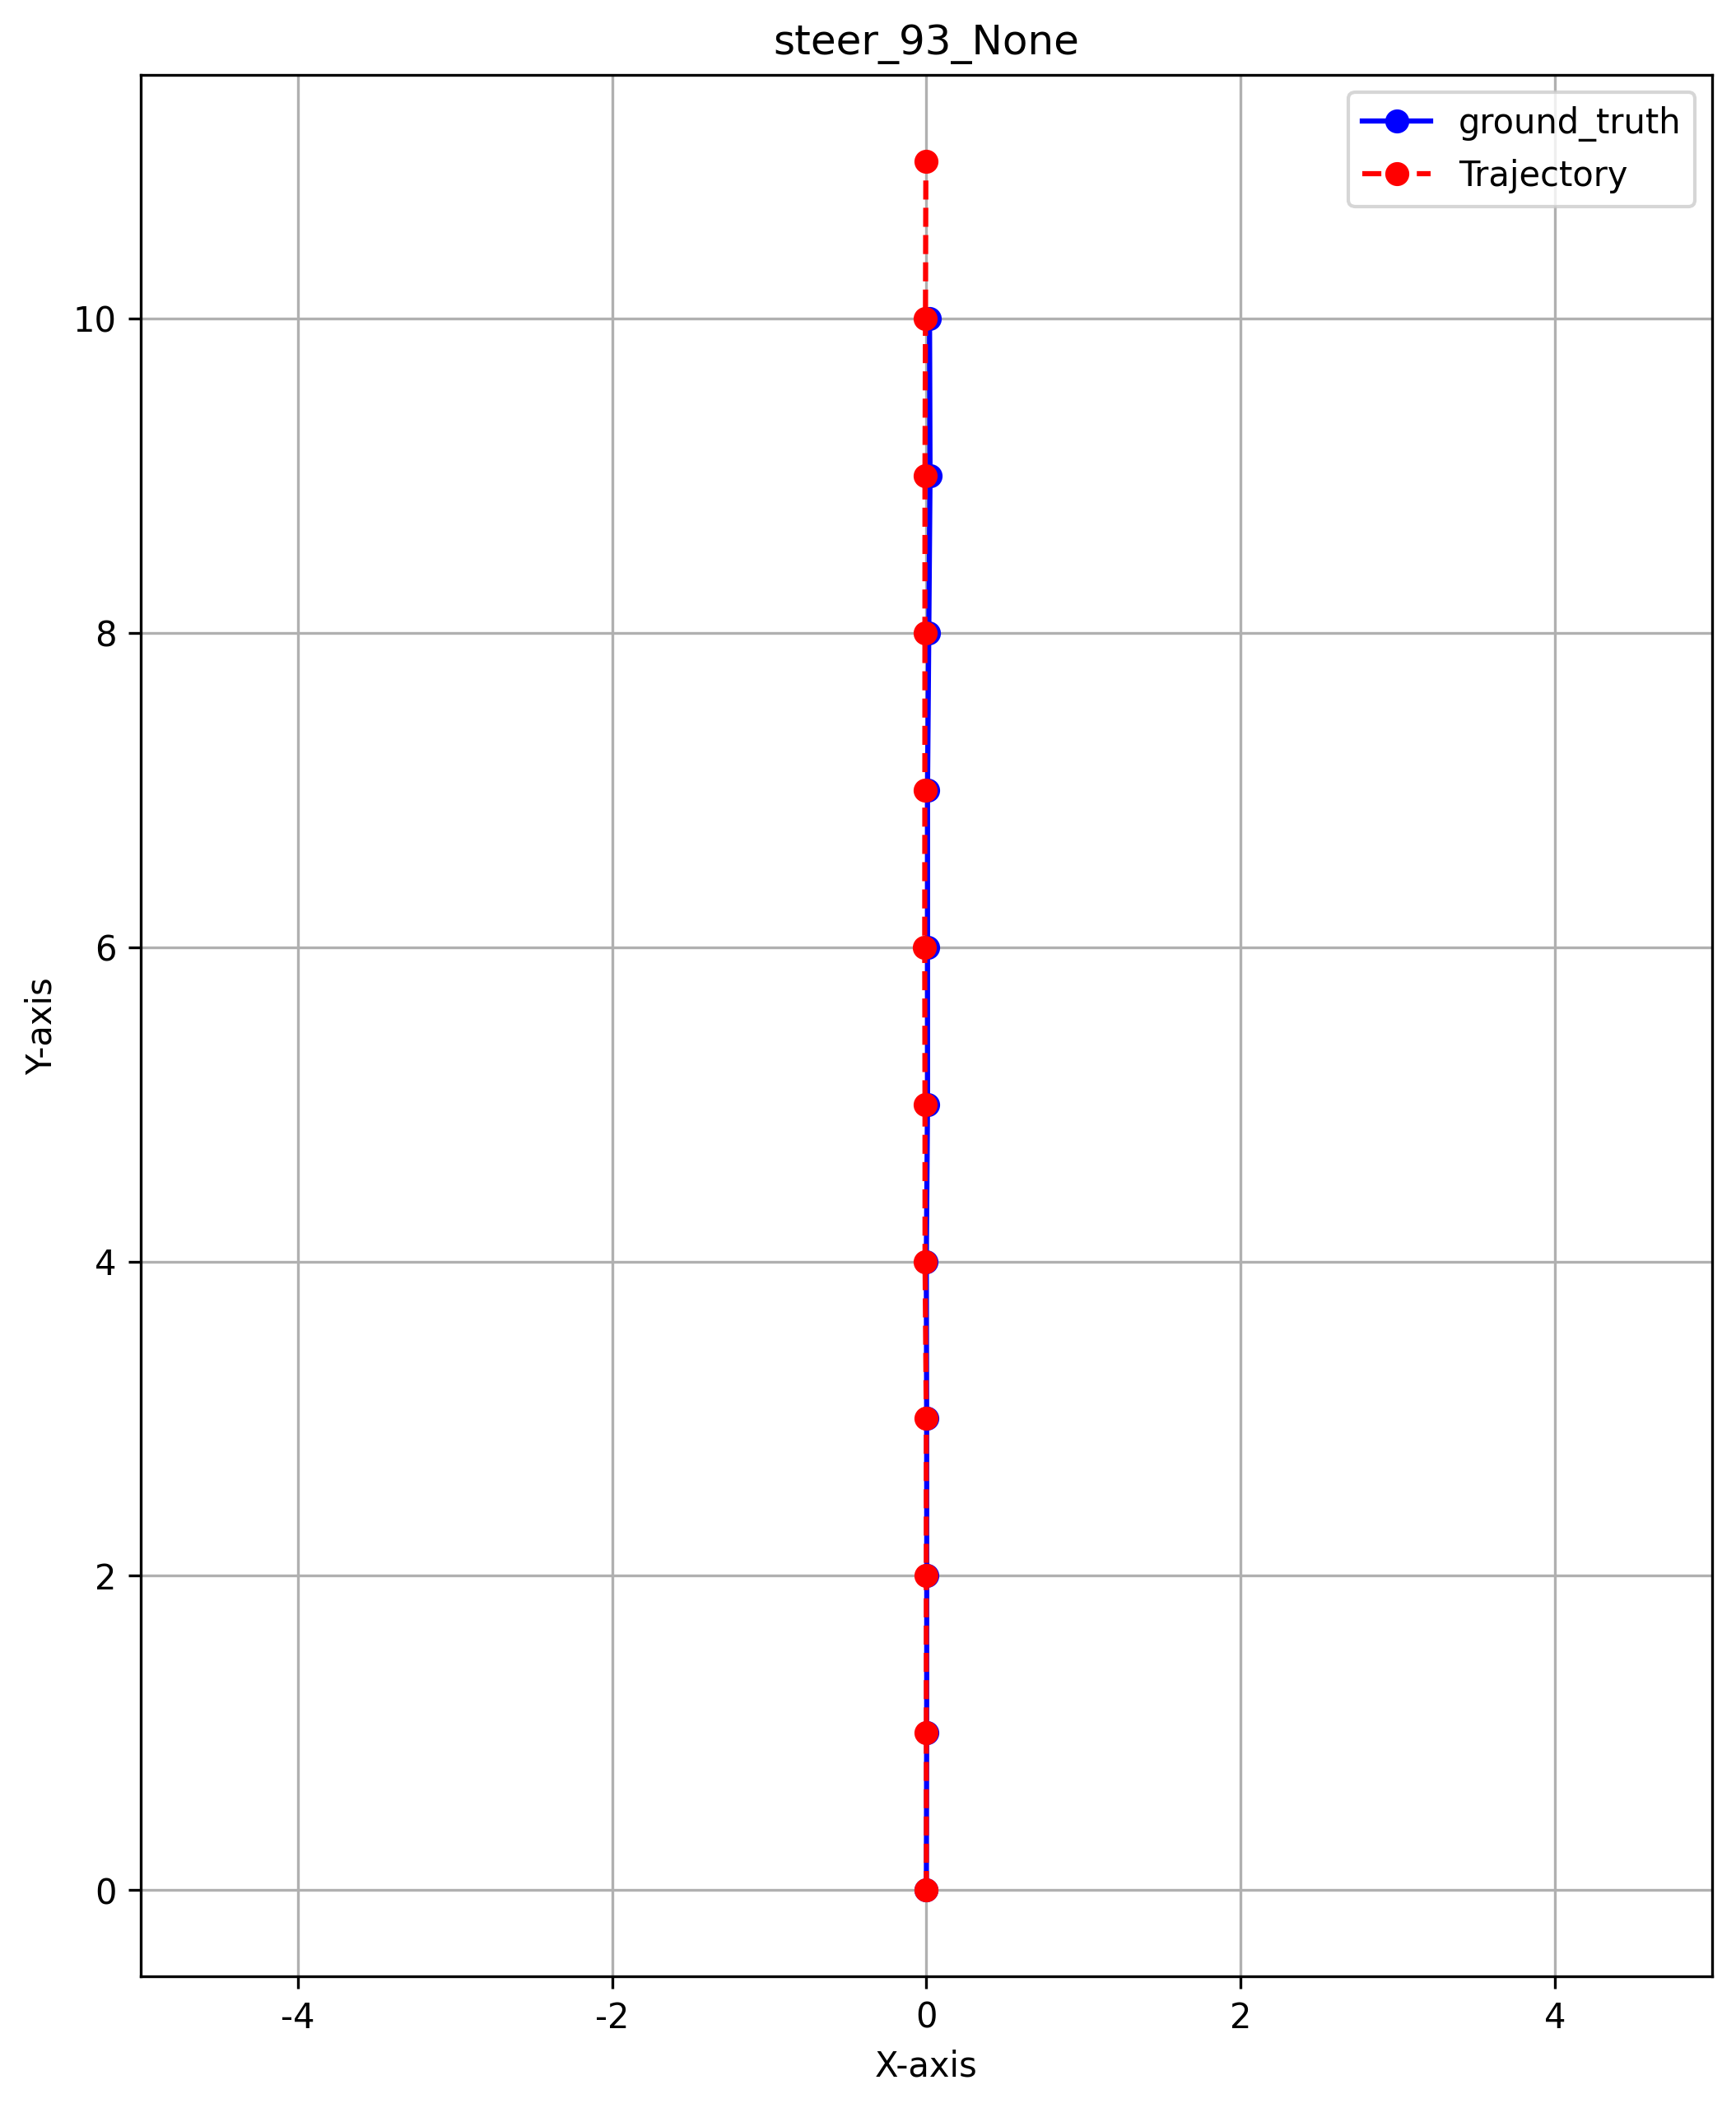 steer_93_None
ground_truth
Trajectory
10
8
6
4
2
0
Y-axis
-4 -2 0 2 4
X-axis